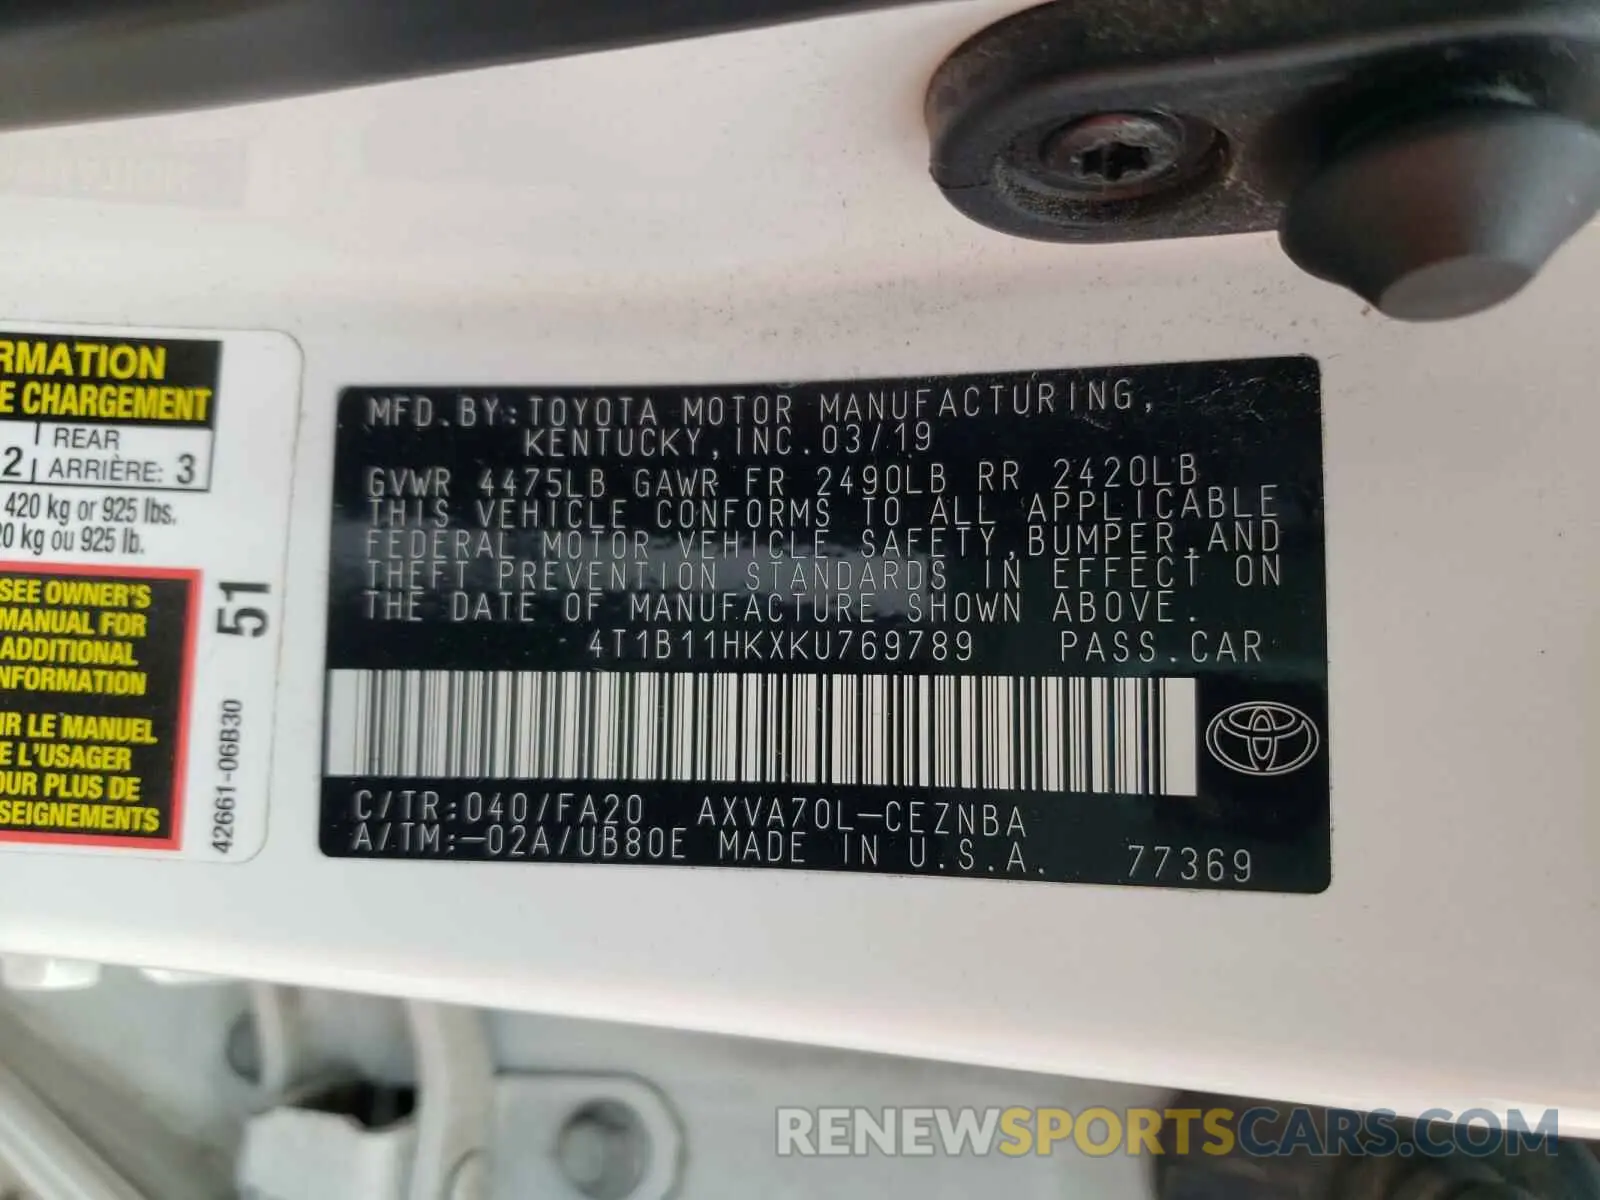 RMATION
E CHARGEMENT
2 REAR
ARRIÈRE: 3
420 kg or 925 lbs.
20 kg ou 925 lb.
SEE OWNER'S
MANUAL FOR
ADDITIONAL
NFORMATION
IR LE MANUEL
E L'USAGER
OUR PLUS DE
SEIGNEMENTS
51
42661-06B30
MFD.BY:TOYOTA MOTOR MANUFACTURING,
KENTUCKY,INC.03/19
GVWR 4475LB GAWR FR 2490LB RR 2420LB
THIS VEHICLE CONFORMS TO ALL APPLICABLE
FEDERAL MOTOR VEHICLE SAFETY,BUMPER,AND
THEFT PREVENTION STANDARDS IN EFFECT ON
THE DATE OF MANUFACTURE SHOWN ABOVE.
4T1B11HKXKU769789 PASS.CAR
C/TR:040/FA20 AXVA70L-CEZNBA
A/TM:-02A/UB80E MADE IN U.S.A. 77369
RENEWSPORTSCARS.COM